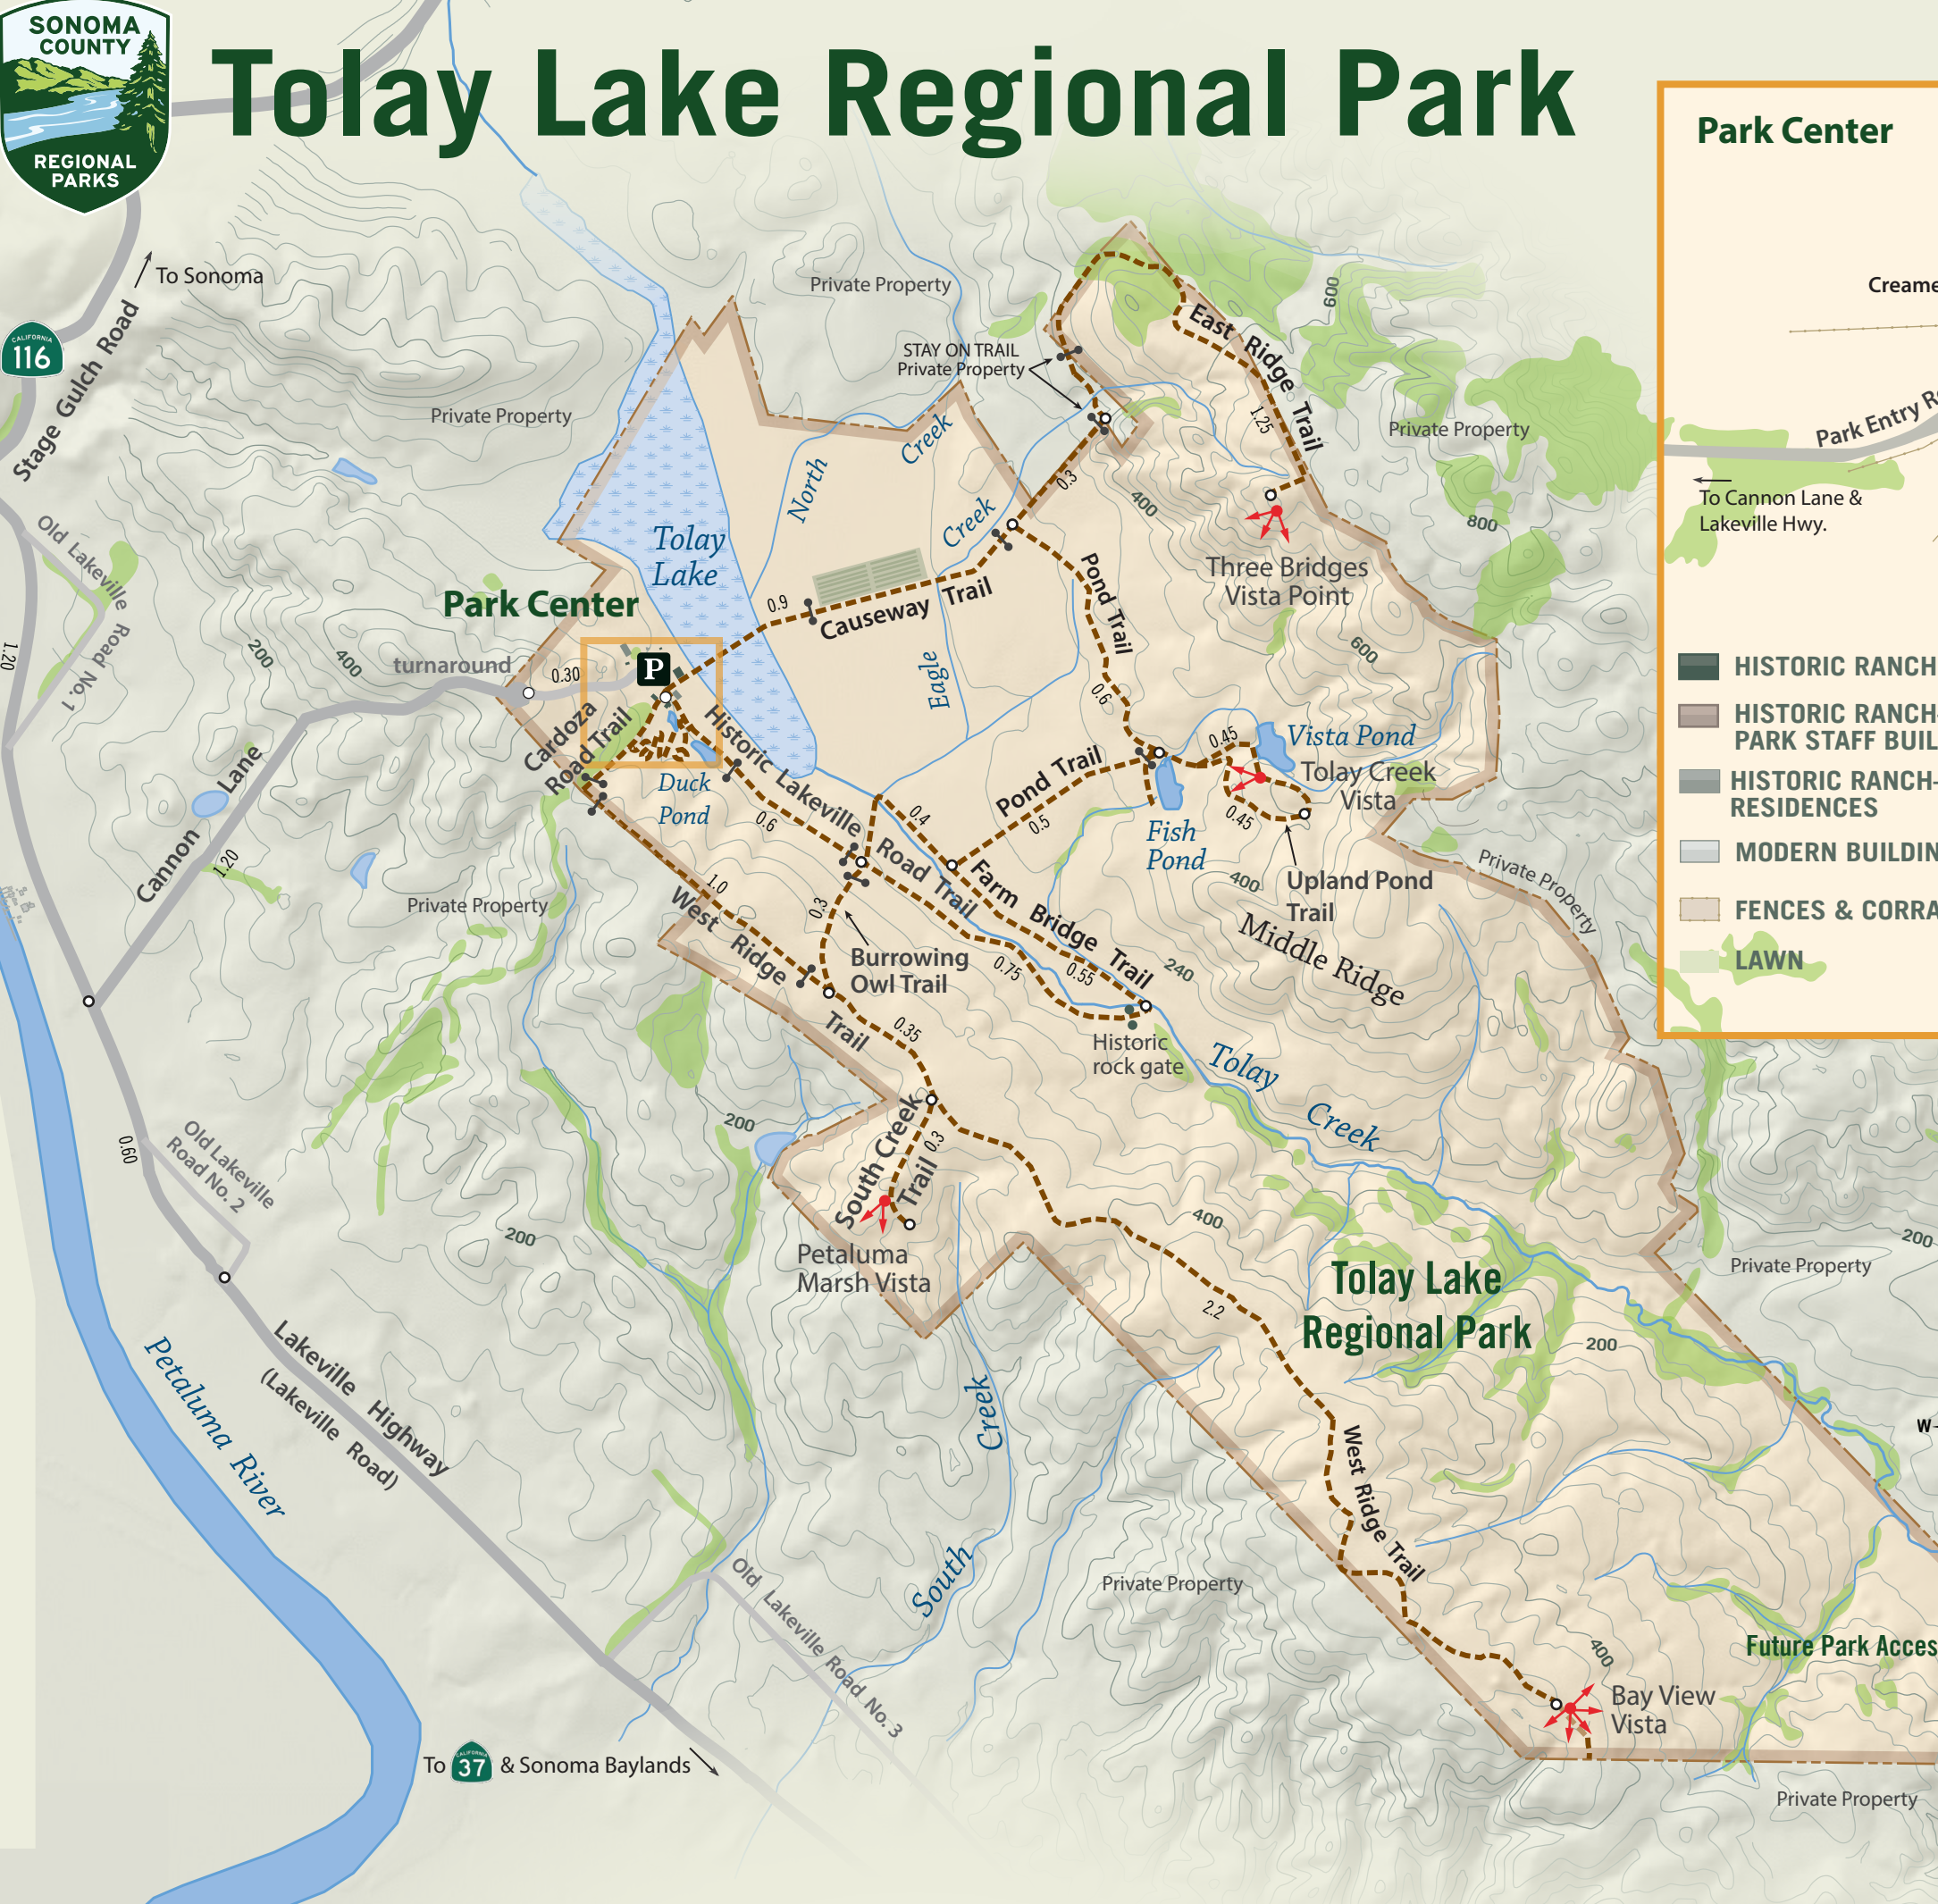 SONOMA
COUNTY
REGIONAL
PARKS
Tolay Lake Regional Park
Park Center
To Sonoma
Stage Gulch Road
CALIFORNIA
116
Old Lakeville
Road No. 1
1.20
Private Property
Private Property
STAY ON TRAIL
Private Property
East Ridge Trail
1.25
600
Private Property
Creame
Park Entry R
To Cannon Lane &
Lakeville Hwy.
North
Creek
Creek
Eagle
0.3
400
800
Tolay
Lake
Three Bridges
Vista Point
Park Center
0.9
Causeway Trail
Pond Trail
0.6
600
200
400
turnaround
0.30
P
Cardoza
Road Trail
Historic Lakeville
Road Trail
Duck
Pond
0.6
0.4
Pond Trail
0.5
0.45
Vista Pond
Tolay Creek
Vista
0.45
Fish
Pond
400
Upland Pond
Trail
Private Property
HISTORIC RANCH
HISTORIC RANCH-
PARK STAFF BUIL
HISTORIC RANCH-
RESIDENCES
MODERN BUILDIN
FENCES & CORRA
LAWN
Cannon Lane
1.20
Private Property
1.0
West Ridge
Trail
0.3
Burrowing
Owl Trail
0.35
Farm Bridge Trail
0.75
0.55
240
Middle Ridge
Historic
rock gate
Tolay
Creek
0.60
Old Lakeville
Road No. 2
200
200
South Creek
Trail
0.3
Petaluma
Marsh Vista
400
2.2
Tolay Lake
Regional Park
200
Private Property
200
W
Petaluma River
Lakeville Highway
(Lakeville Road)
Creek
South
West Ridge Trail
Private Property
Old Lakeville Road No. 3
400
Future Park Acces
Bay View
Vista
To
CALIFORNIA
37
& Sonoma Baylands
Private Property